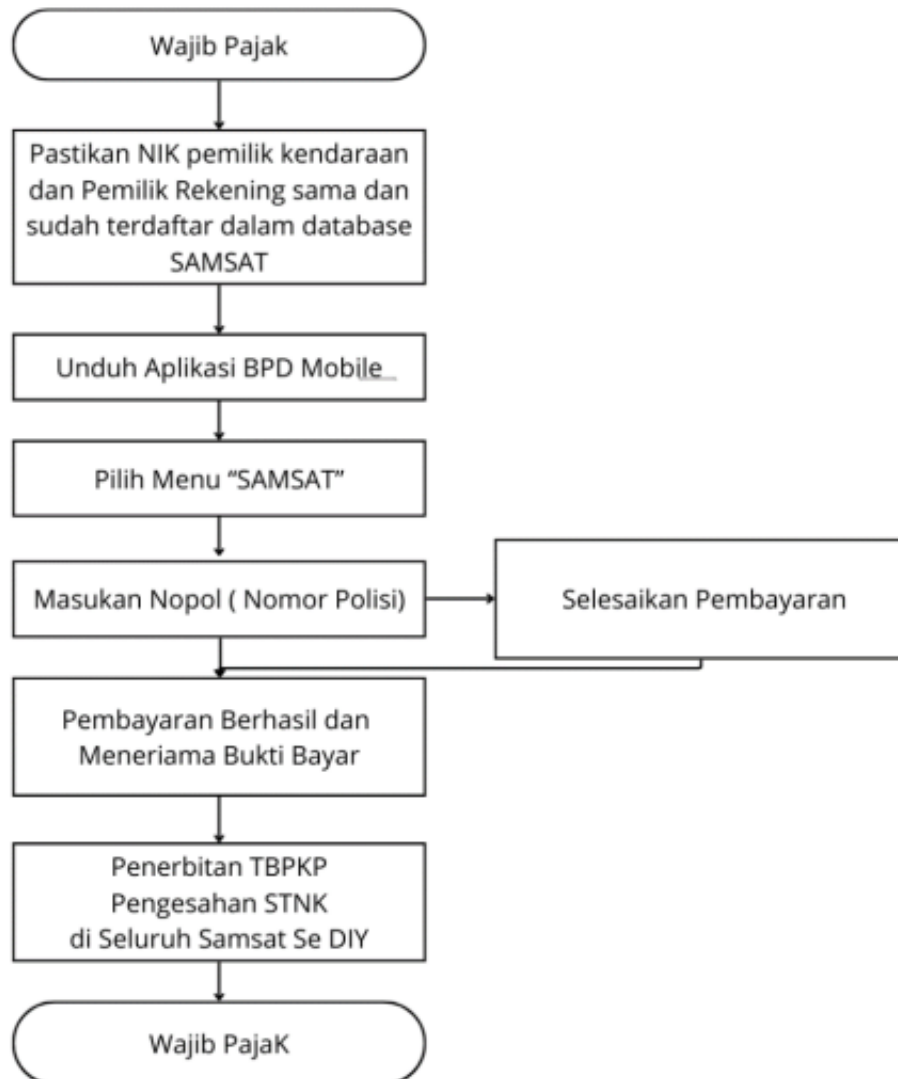 Wajib Pajak
Pastikan NIK pemilik kendaraan
dan Pemilik Rekening sama dan
sudah terdaftar dalam database
SAMSAT
Unduh Aplikasi BPD Mobile
Pilih Menu “SAMSAT”
Masukan Nopol ( Nomor Polisi)
Selesaikan Pembayaran
Pembayaran Berhasil dan
Meneriama Bukti Bayar
Penerbitan TBPKP
Pengesahan STNK
di Seluruh Samsat Se DIY
Wajib PajaK